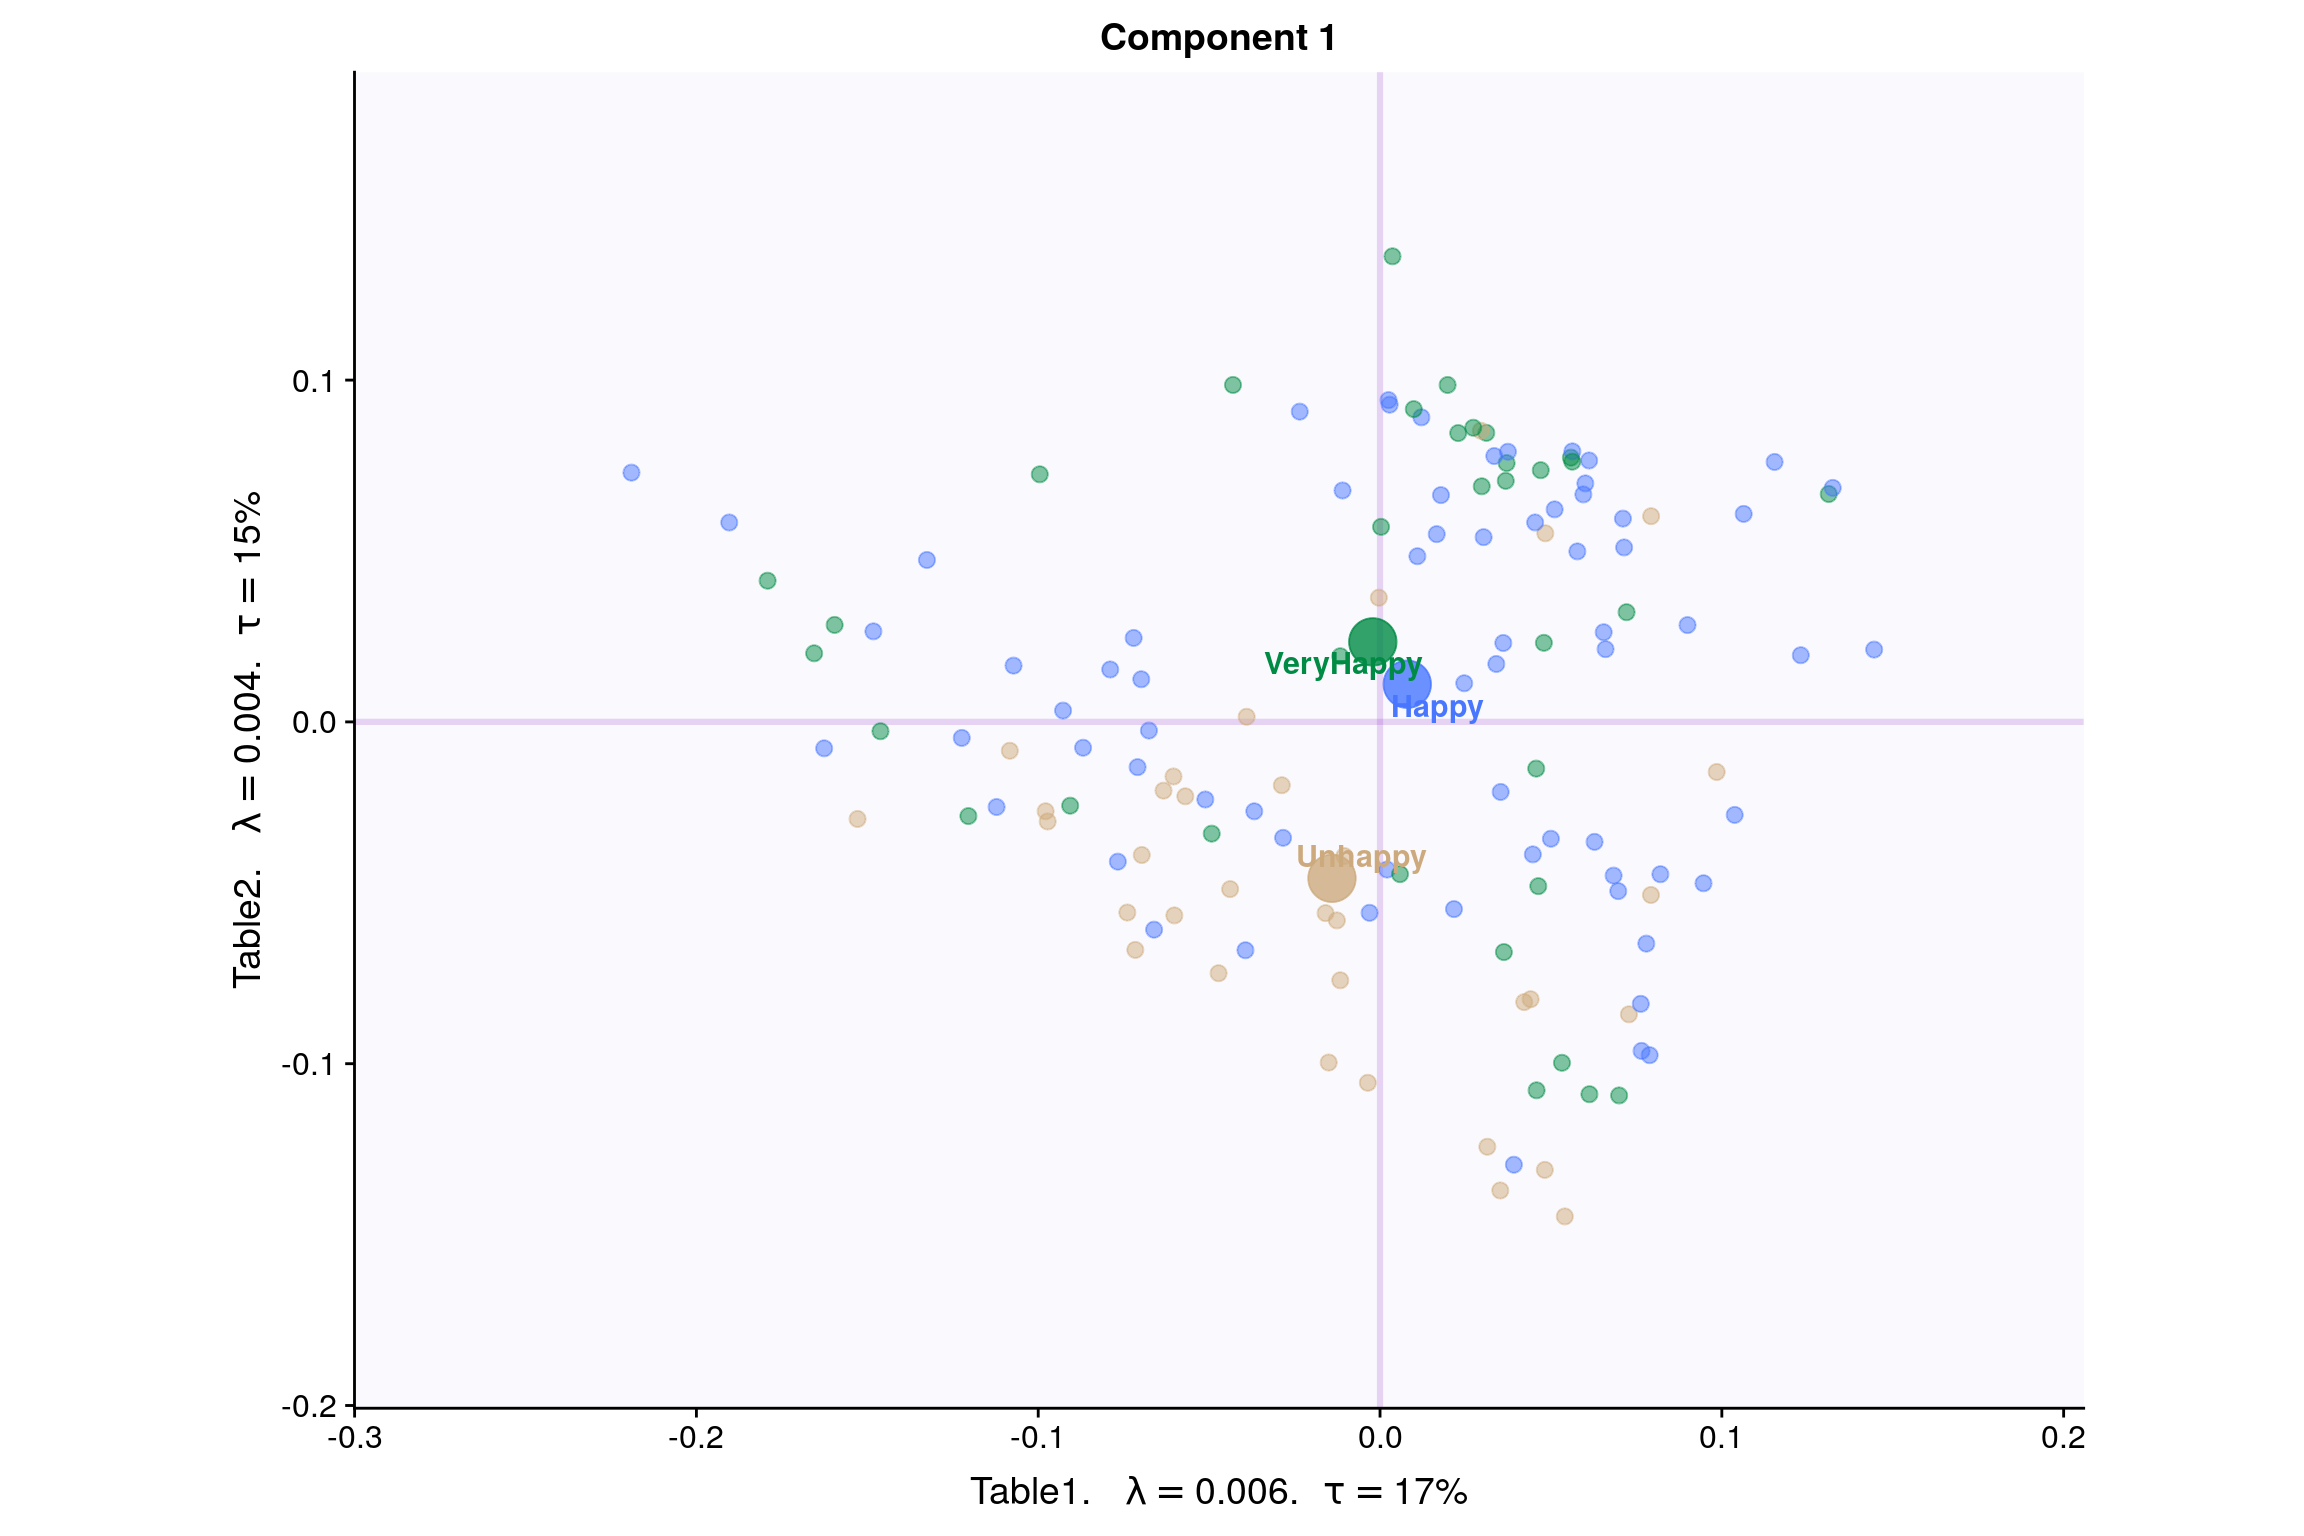 Component 1
Table2.   λ = 0.004.  τ = 15%
0.1
0.0
-0.1
-0.2
VeryHappy
Happy
Unhappy
-0.3
-0.2
-0.1
0.0
0.1
0.2
Table1.   λ = 0.006.  τ = 17%